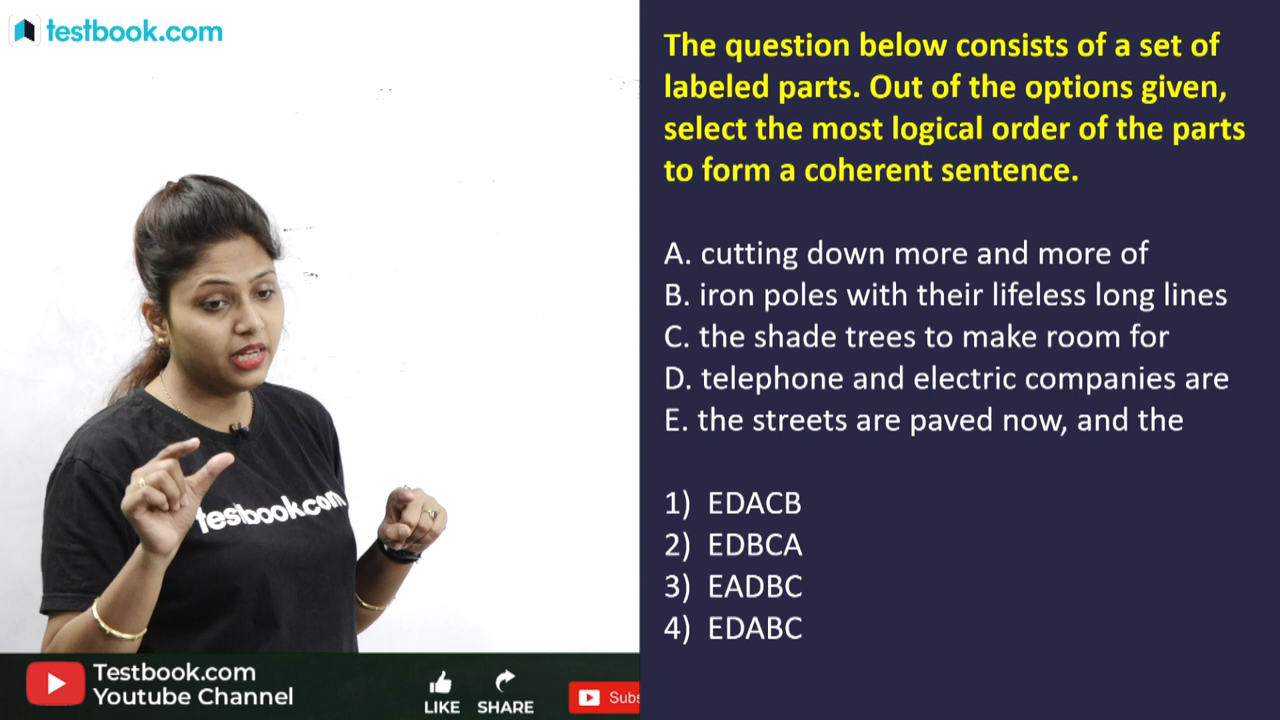 testbook.com
The question below consists of a set of
labeled parts. Out of the options given,
select the most logical order of the parts
to form a coherent sentence.
A. cutting down more and more of
B. iron poles with their lifeless long lines
C. the shade trees to make room for
D. telephone and electric companies are
E. the streets are paved now, and the
1) EDACB
2) EDBCA
3) EADBC
4) EDABC
testbook.com
Testbook.com
Youtube Channel
LIKE
SHARE
Subs